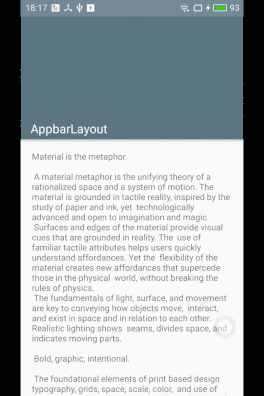 18:17
93
AppbarLayout
Material is the metaphor.
A material metaphor is the unifying theory of a
rationalized space and a system of motion. The
material is grounded in tactile reality, inspired by the
study of paper and ink, yet technologically
advanced and open to imagination and magic.
Surfaces and edges of the material provide visual
cues that are grounded in reality. The use of
familiar tactile attributes helps users quickly
understand affordances. Yet the flexibility of the
material creates new affordances that supercede
those in the physical world, without breaking the
rules of physics.
The fundamentals of light, surface, and movement
are key to conveying how objects move, interact,
and exist in space and in relation to each other.
Realistic lighting shows seams, divides space, and
indicates moving parts.
Bold, graphic, intentional.
The foundational elements of print based design
typography, grids, space, scale, color, and use of